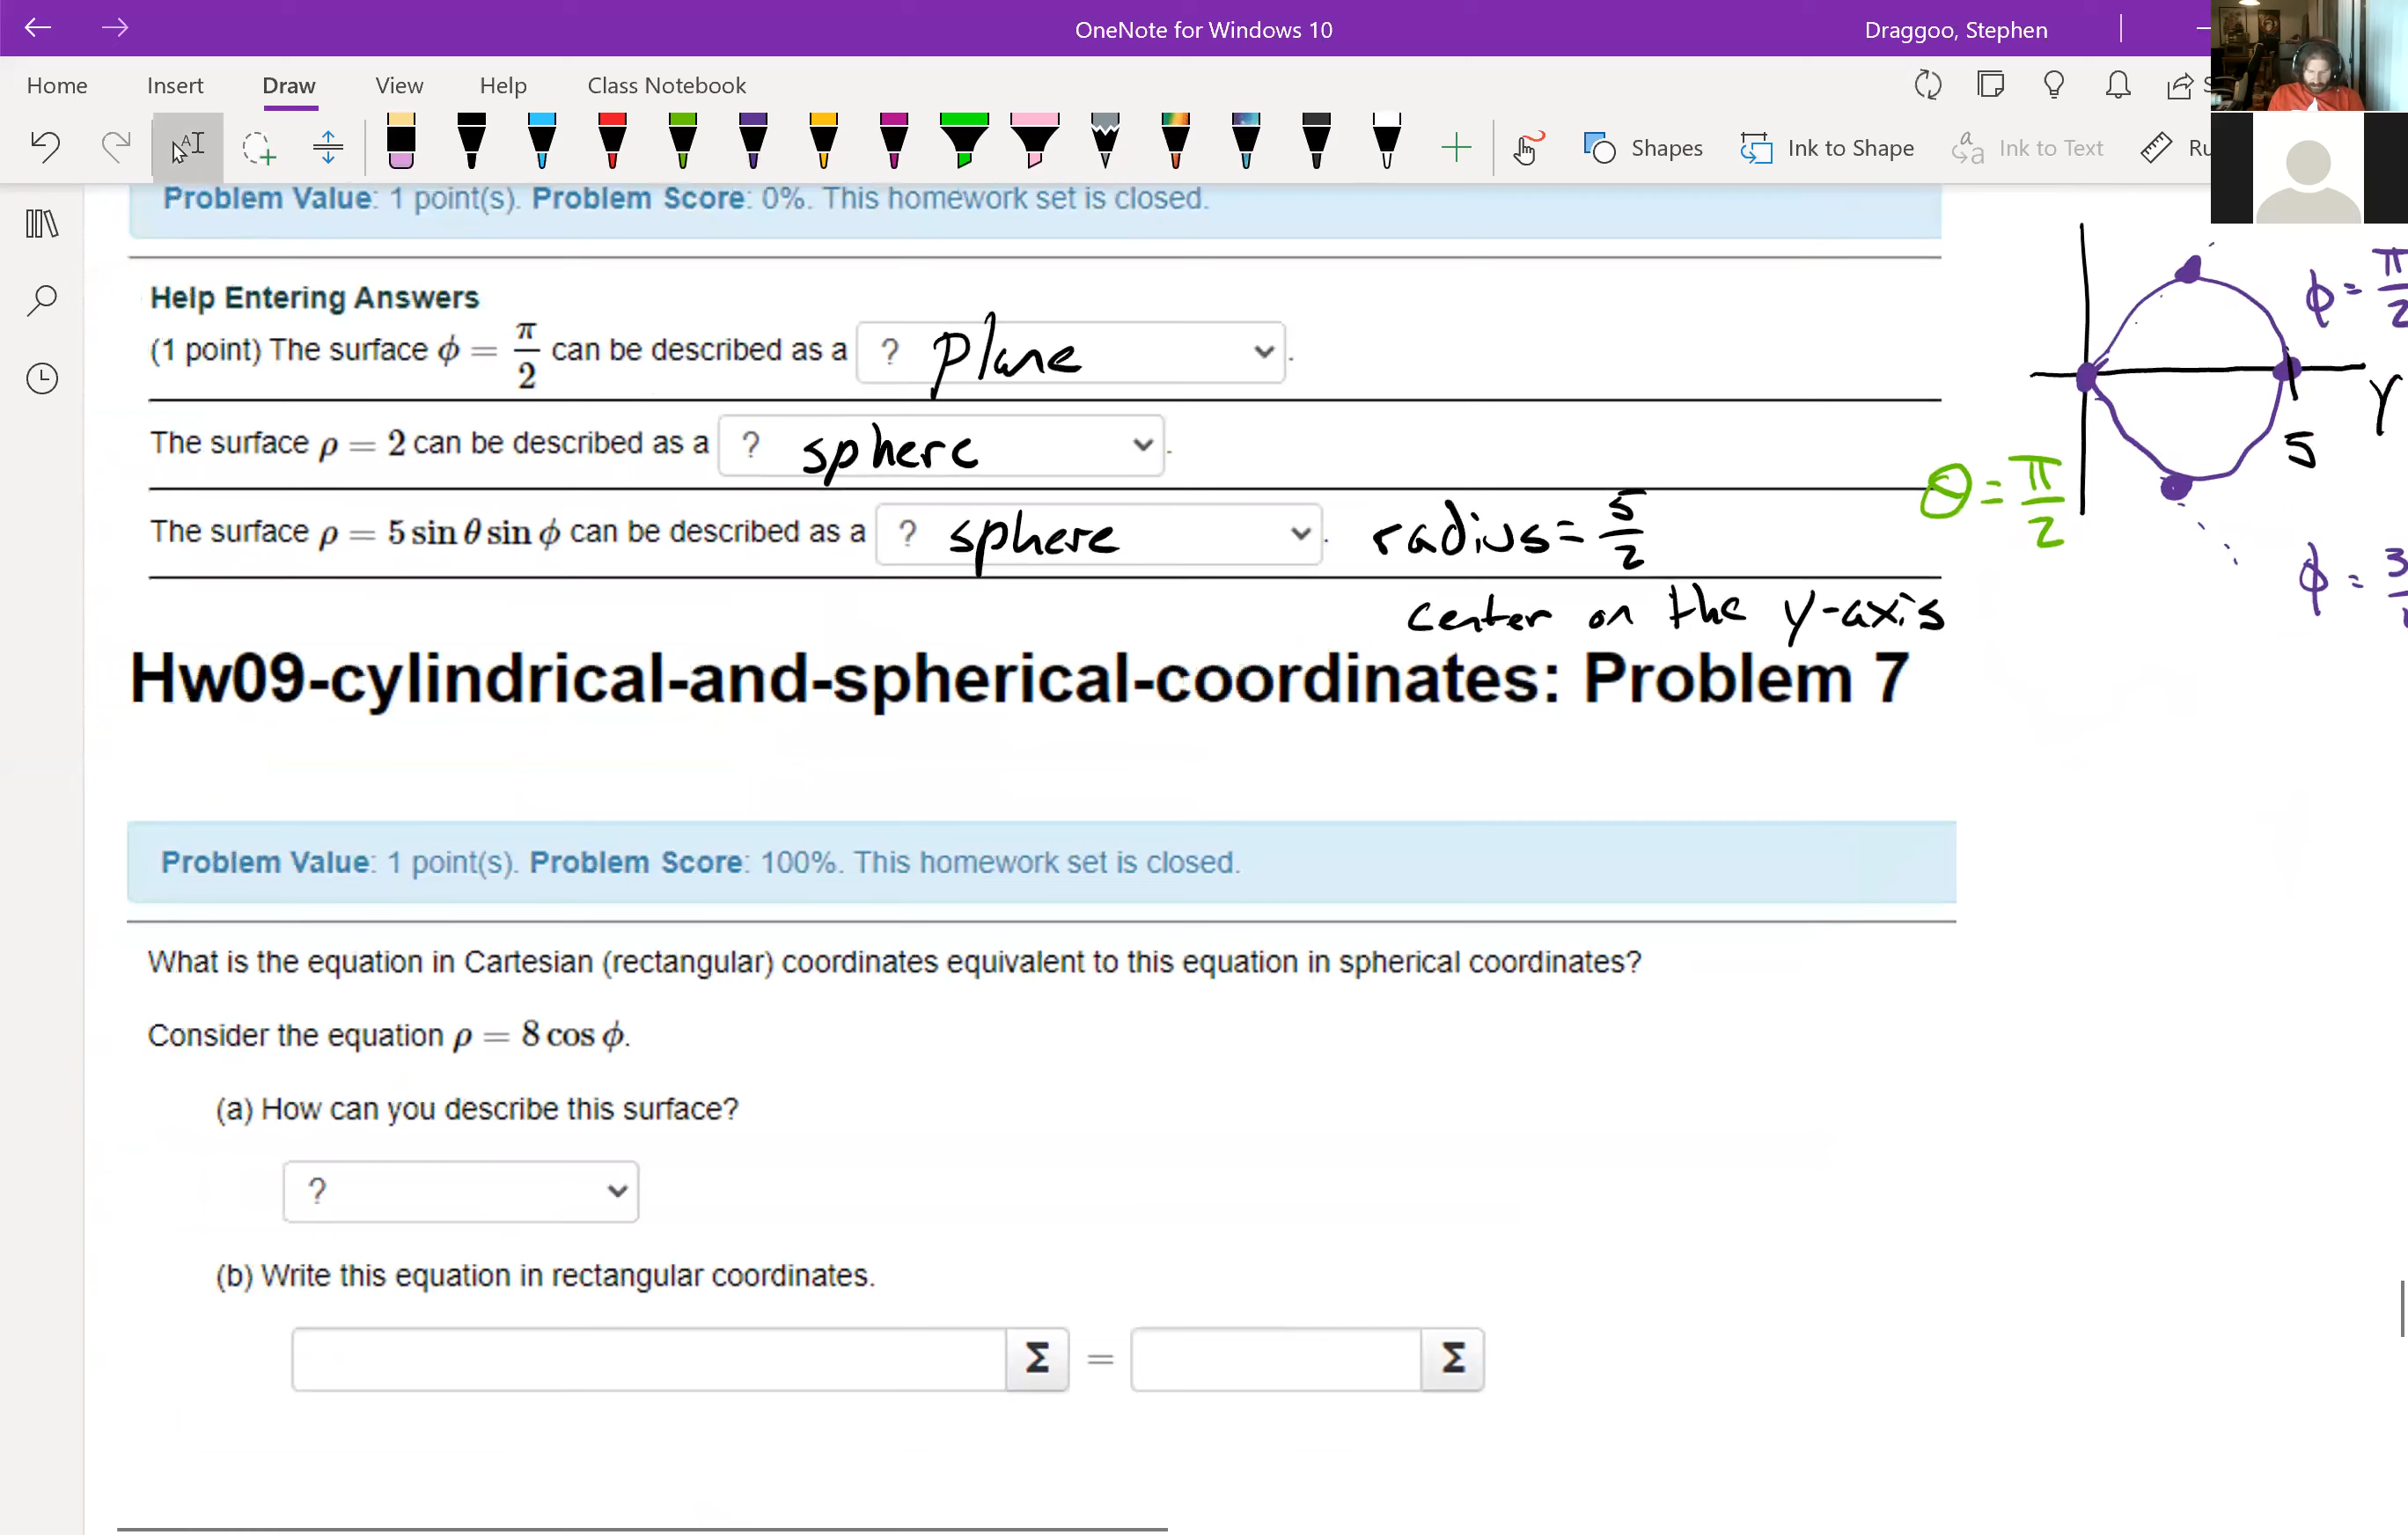 OneNote for Windows 10
Draggoo, Stephen
Home Insert Draw View Help Class Notebook
Shapes Ink to Shape Ink to Text Ru
Problem Value: 1 point(s). Problem Score: 0%. This homework set is closed.
Help Entering Answers
(1 point) The surface ϕ = π/2 can be described as a ? plane .
The surface ρ = 2 can be described as a ? sphere .
The surface ρ = 5 sin θ sin ϕ can be described as a ? sphere . radius = 5/2
center on the y-axis
ϕ = π/2
Y
5
θ = π/2
ϕ = 3
Hw09-cylindrical-and-spherical-coordinates: Problem 7
Problem Value: 1 point(s). Problem Score: 100%. This homework set is closed.
What is the equation in Cartesian (rectangular) coordinates equivalent to this equation in spherical coordinates?
Consider the equation ρ = 8 cos ϕ.
(a) How can you describe this surface?
?
(b) Write this equation in rectangular coordinates.
Σ = Σ